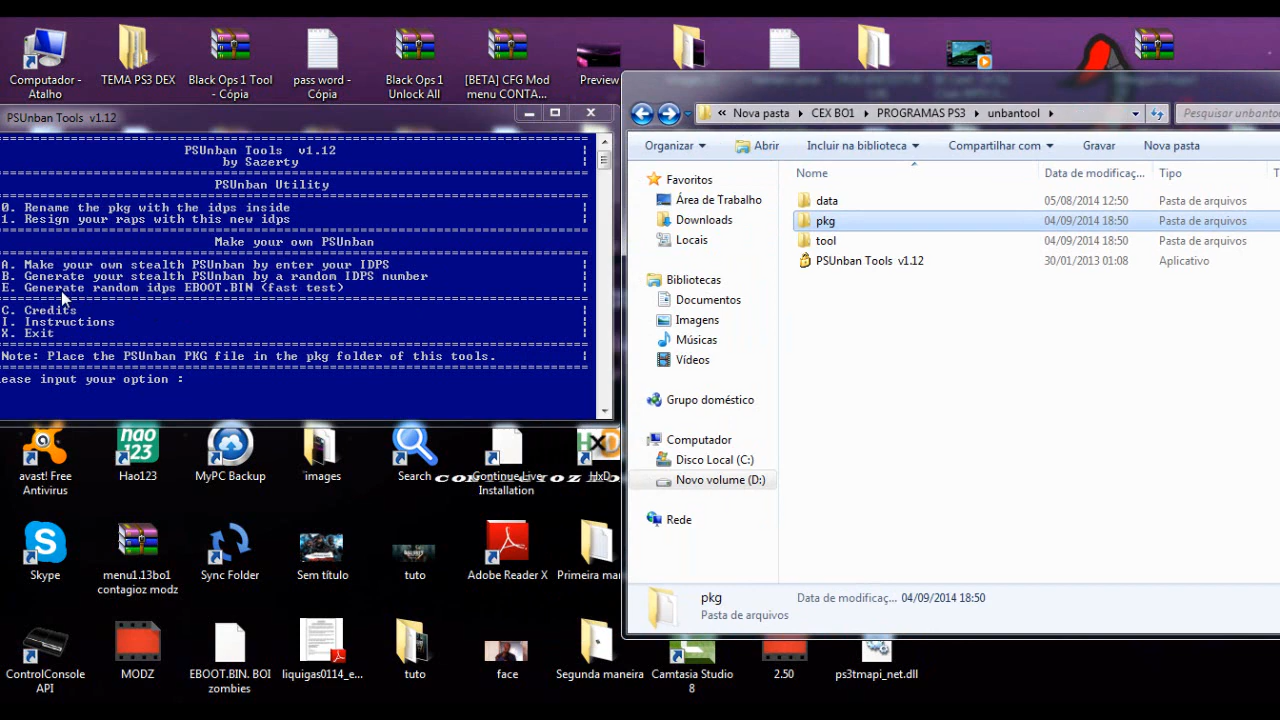 Computador -
Atalho
TEMA PS3 DEX
Black Ops 1 Tool
- Cópia
pass word -
Cópia
Black Ops 1
Unlock All
[BETA] CFG Mod
menu CONTA...
Preview
PSUnban Tools v1.12
PSUnban Tools v1.12
by Sazerty
PSUnban Utility
0. Rename the pkg with the idps inside
1. Resign your raps with this new idps
Make your own PSUnban
A. Make your own stealth PSUnban by enter your IDPS
B. Generate your stealth PSUnban by a random IDPS number
E. Generate random idps EBOOT.BIN (fast test)
C. Credits
I. Instructions
X. Exit
Note: Place the PSUnban PKG file in the pkg folder of this tools.
ease input your option :
« Nova pasta
CEX BO1
PROGRAMAS PS3
unbantool
Pesquisar unbanto
Organizar
Abrir
Incluir na biblioteca
Compartilhar com
Gravar
Nova pasta
Favoritos
Área de Trabalho
Downloads
Locais
Bibliotecas
Documentos
Imagens
Músicas
Vídeos
Grupo doméstico
Computador
Disco Local (C:)
Novo volume (D:)
Rede
Nome
Data de modificaç...
Tipo
data
05/08/2014 12:50
Pasta de arquivos
pkg
04/09/2014 18:50
Pasta de arquivos
tool
04/09/2014 18:50
Pasta de arquivos
PSUnban Tools v1.12
30/01/2013 01:08
Aplicativo
pkg
Data de modificaç... 04/09/2014 18:50
Pasta de arquivos
avast! Free
Antivirus
hao
123
Hao123
MyPC Backup
images
Search
Continue Live
Installation
HxD
Skype
menu1.13bo1
contagioz modz
Sync Folder
Sem título
tuto
Adobe Reader X
Primeira mar
ControlConsole
API
MODZ
EBOOT.BIN. BOI
zombies
liquigas0114_e...
tuto
face
Segunda maneira
Camtasia Studio
8
2.50
ps3tmapi_net.dll